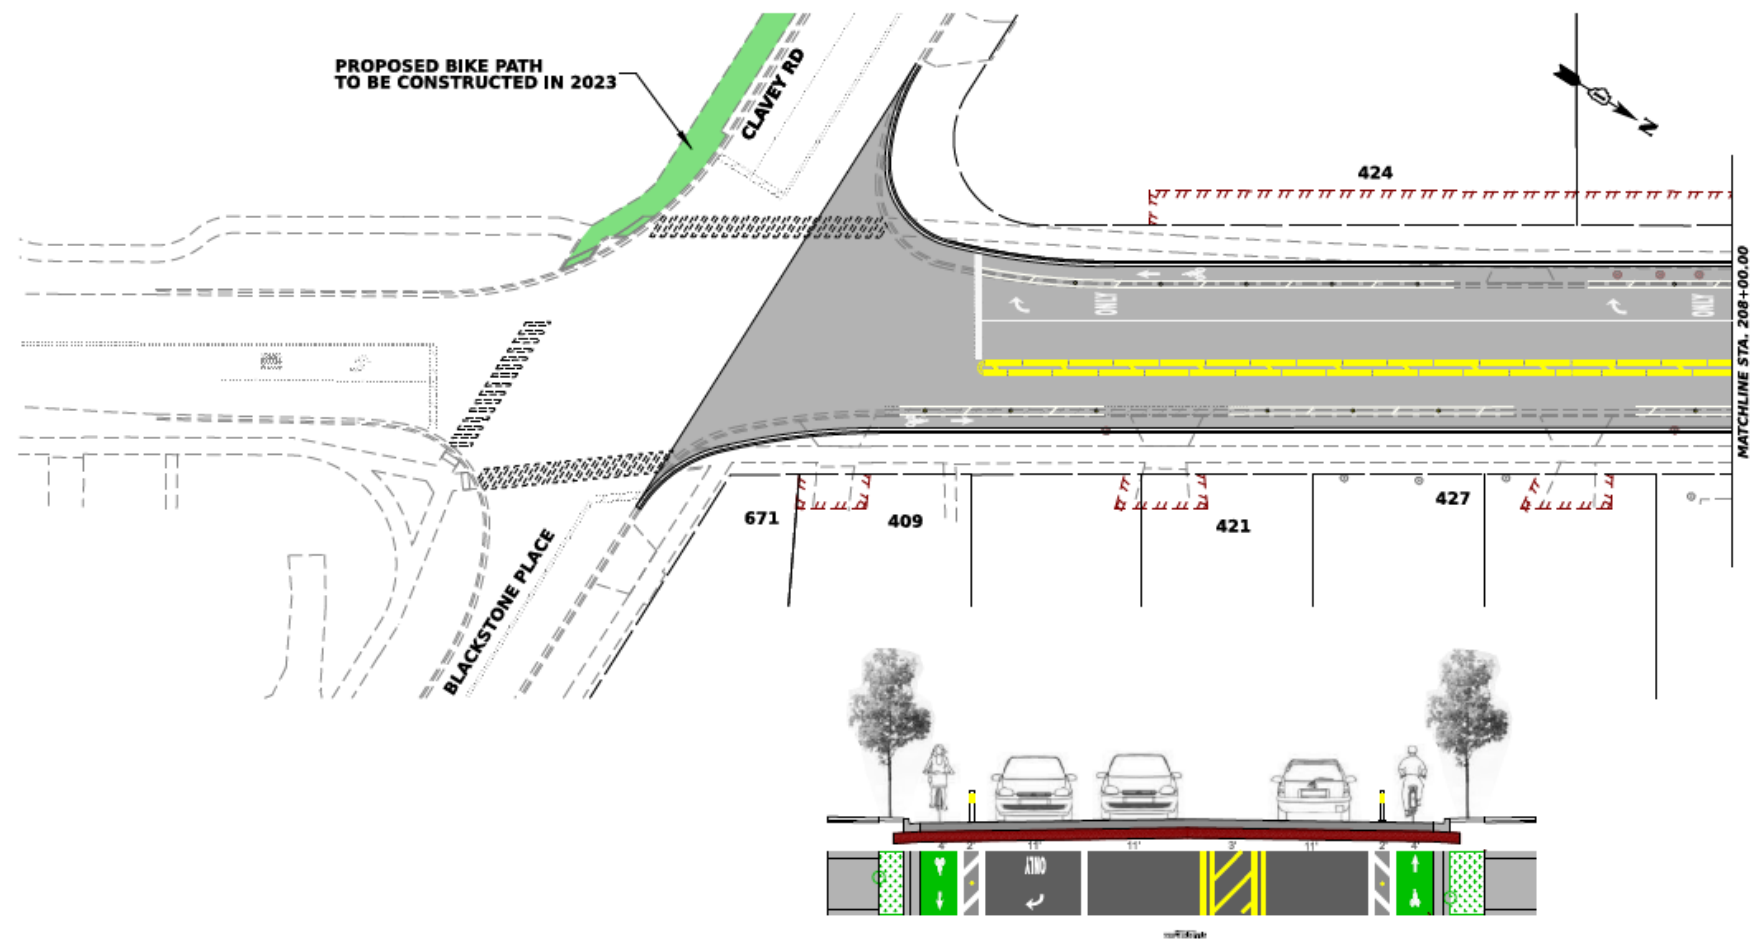 PROPOSED BIKE PATH
TO BE CONSTRUCTED IN 2023
CLAVEY RD
N
424
ONLY
ONLY
MATCHLINE STA. 208+00.00
671
409
421
427
BLACKSTONE PLACE
4' 2' 11' 11' 3' 11' 2' 4'
ONLY